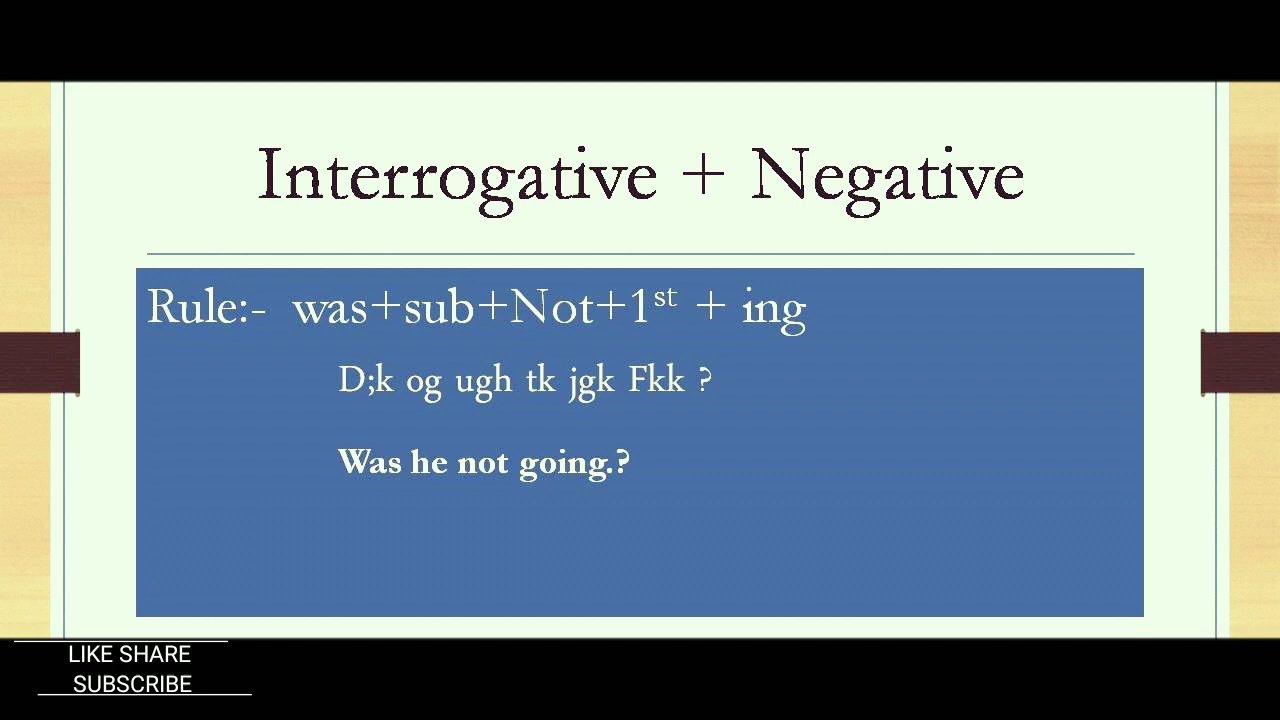 Interrogative + Negative
Rule:- was+sub+Not+1st + ing
D;k og ugh tk jgk Fkk ?
Was he not going.?
LIKE SHARE
SUBSCRIBE